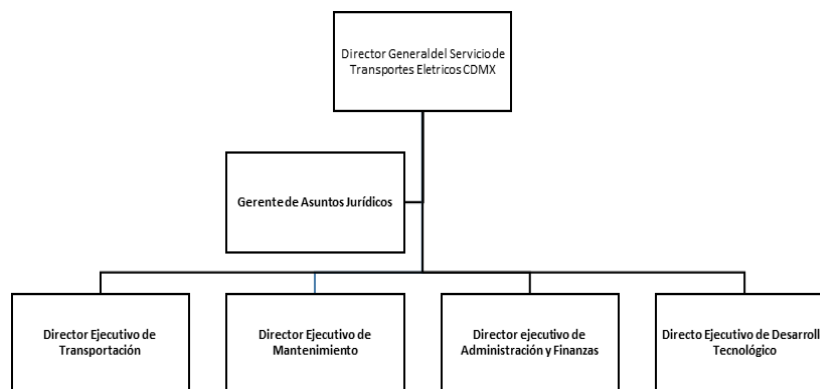 Director General del Servicio de
Transportes Eletricos CDMX
Gerente de Asuntos Jurídicos
Director Ejecutivo de
Transportación
Director Ejecutivo de
Mantenimiento
Director ejecutivo de
Administración y Finanzas
Directo Ejecutivo de Desarroll
Tecnológico